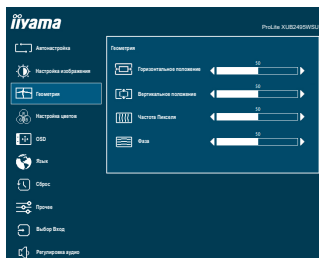 iiyama
ProLite XUB2495WSU
Автонастройка
Настройка изображения
Геометрия
Настройка цветов
OSD
Язык
Сброс
Прочее
Выбор Вход
Регулировка аудио
Геометрия
Горизонтальное положение
50
Вертикальное положение
50
Частота Пиксела
50
Фаза
50